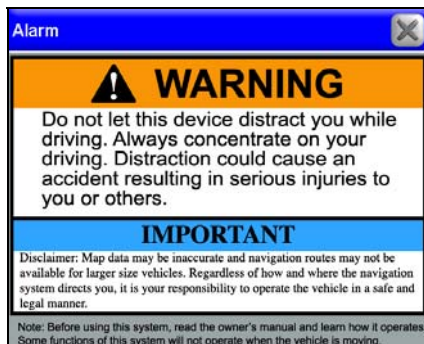 Alarm
WARNING
Do not let this device distract you while
driving. Always concentrate on your
driving. Distraction could cause an
accident resulting in serious injuries to
you or others.
IMPORTANT
Disclaimer: Map data may be inaccurate and navigation routes may not be
available for larger size vehicles. Regardless of how and where the navigation
system directs you, it is your responsibility to operate the vehicle in a safe and
legal manner.
Note: Before using this system, read the owner's manual and learn how it operates
Some functions of this system will not operate when the vehicle is moving.